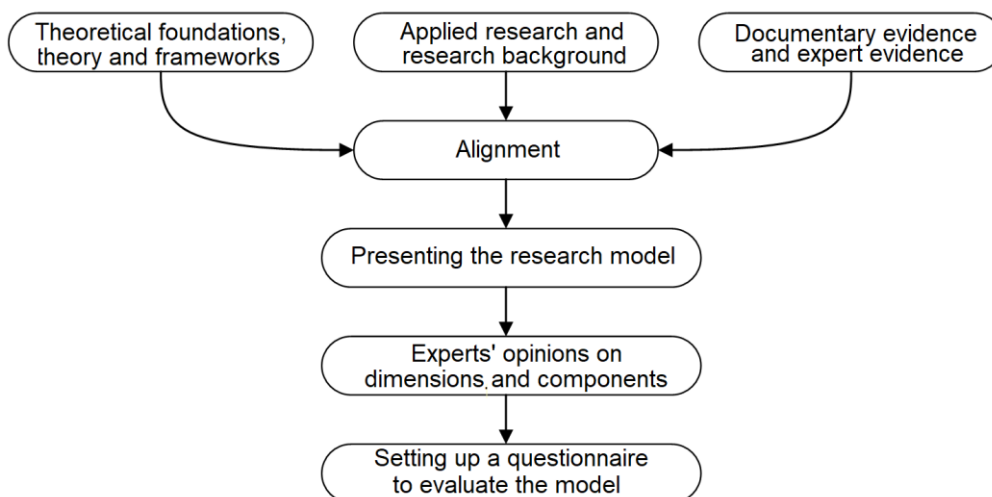 Theoretical foundations,
theory and frameworks
Applied research and
research background
Documentary evidence
and expert evidence
Alignment
Presenting the research model
Experts' opinions on
dimensions and components
Setting up a questionnaire
to evaluate the model